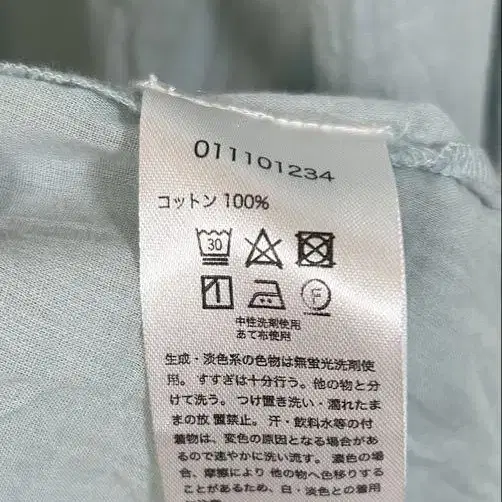 011101234
コットン 100%
30
F
中性洗剤使用
あて布使用
生成・淡色系の色物は無蛍光洗剤使
用。すすぎは十分行う。他の物と分
けて洗う。つけ置き洗い・濡れたま
まの放 置禁止。汗・飲料水等の付
着物は、変色の原因となる場合があ
るので速やかに洗い流す。濃色の場
合、摩擦により 他の物へ色移りする
ことがあるため、白・淡色との着用